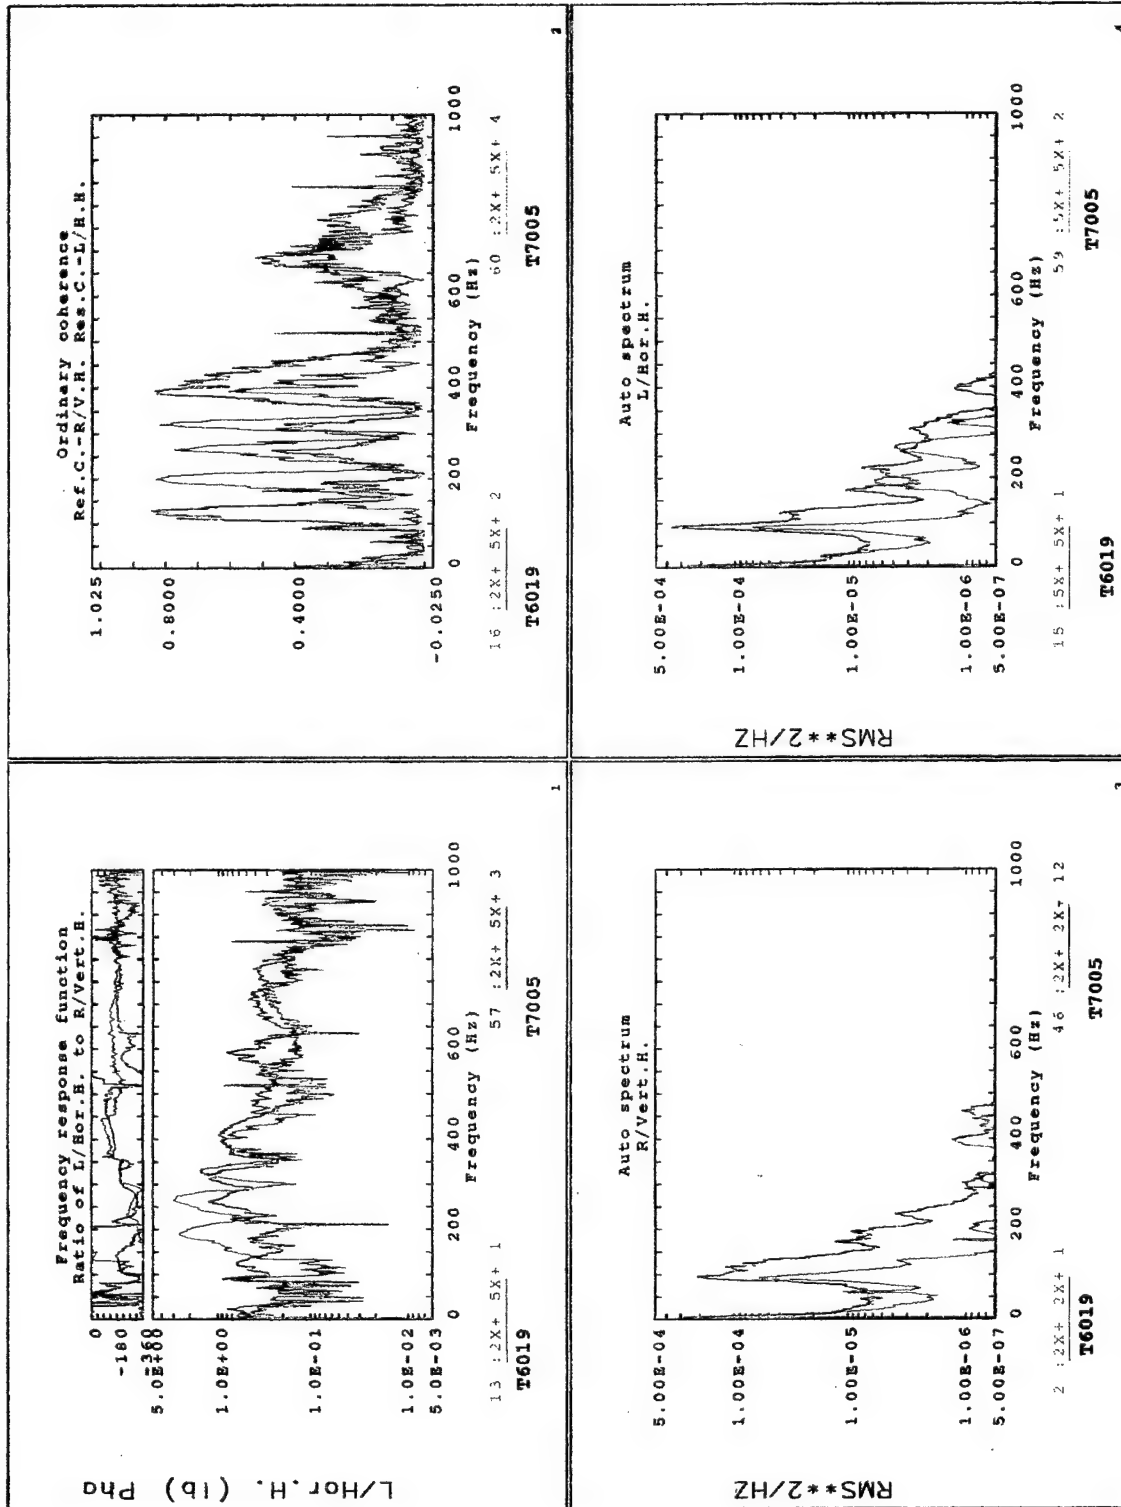 Frequency response function
Ratio of L/Hor.H. to R/Vert.H.
L/Hor.H. (lb) Pha
0
-180
-360
5.0E+00
1.0E+00
1.0E-01
1.0E-02
5.0E-03
0 200 400 600 1000
Frequency (Hz)
13 :2X+ 5X+ 1 57 :2X+ 5X+ 3
T6019 T7005
1
Ordinary coherence
Ref.C.-R/V.H. Res.C.-L/H.H.
1.025
0.8000
0.4000
-0.0250
0 200 400 600 1000
Frequency (Hz)
16 :2X+ 5X+ 2 60 :2X+ 5X+ 4
T6019 T7005
2
Auto spectrum
R/Vert.H.
RMS**2/HZ
5.00E-04
1.00E-04
1.00E-05
1.00E-06
5.00E-07
0 200 400 600 1000
Frequency (Hz)
2 :2X+ 2X+ 1 46 :2X+ 2X+ 12
T6019 T7005
3
Auto spectrum
L/Hor.H.
RMS**2/HZ
5.00E-04
1.00E-04
1.00E-05
1.00E-06
5.00E-07
0 200 400 600 1000
Frequency (Hz)
15 :5X+ 5X+ 1 59 :5X+ 5X+ 2
T6019 T7005
4